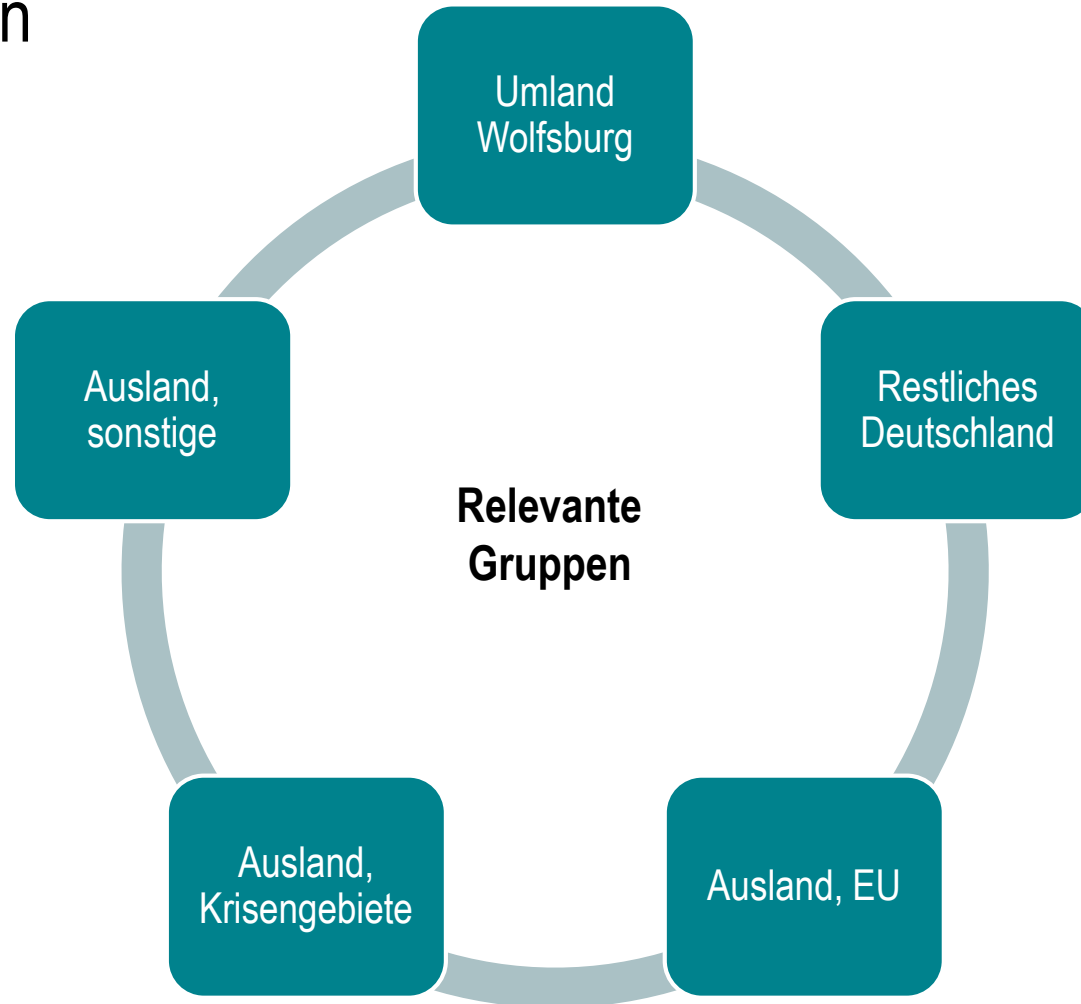 n
Umland
Wolfsburg
Restliches
Deutschland
Ausland, EU
Ausland,
Krisengebiete
Ausland,
sonstige
Relevante
Gruppen